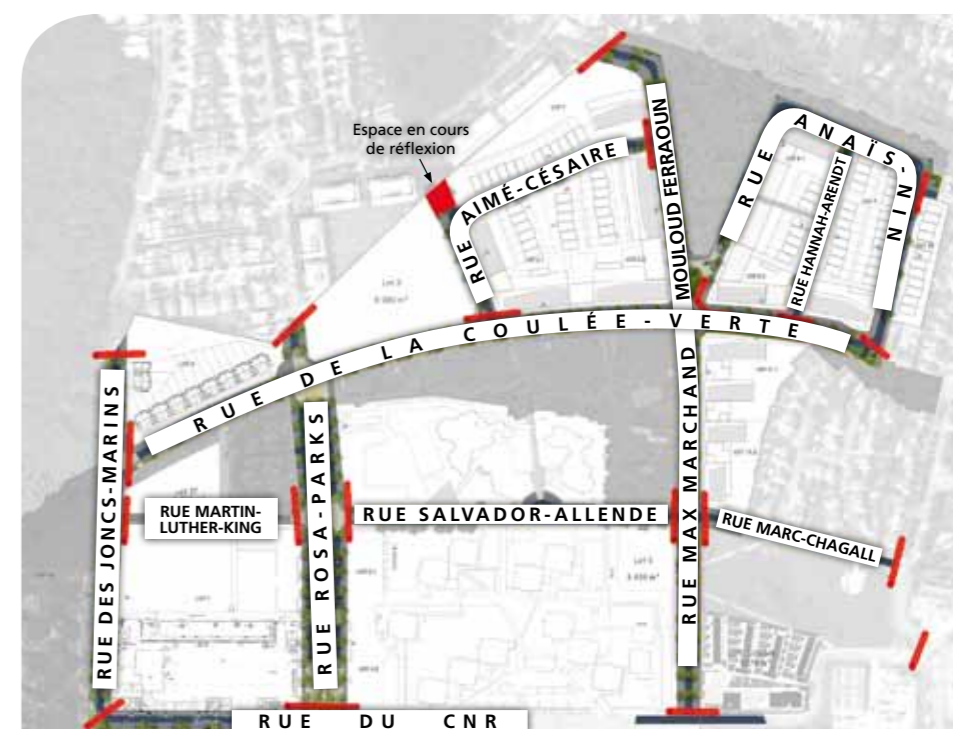 Espace en cours
de réflexion
RUE AIMÉ-CÉSAIRE
MOULOUD FERRAOUN
RUE ANAÏS-NIN
RUE HANNAH-ARENDT
RUE DE LA COULÉE-VERTE
RUE DES JONCS-MARINS
RUE ROSA-PARKS
RUE MAX MARCHAND
RUE MARTIN-
LUTHER-KING
RUE SALVADOR-ALLENDE
RUE MARC-CHAGALL
RUE DU CNR